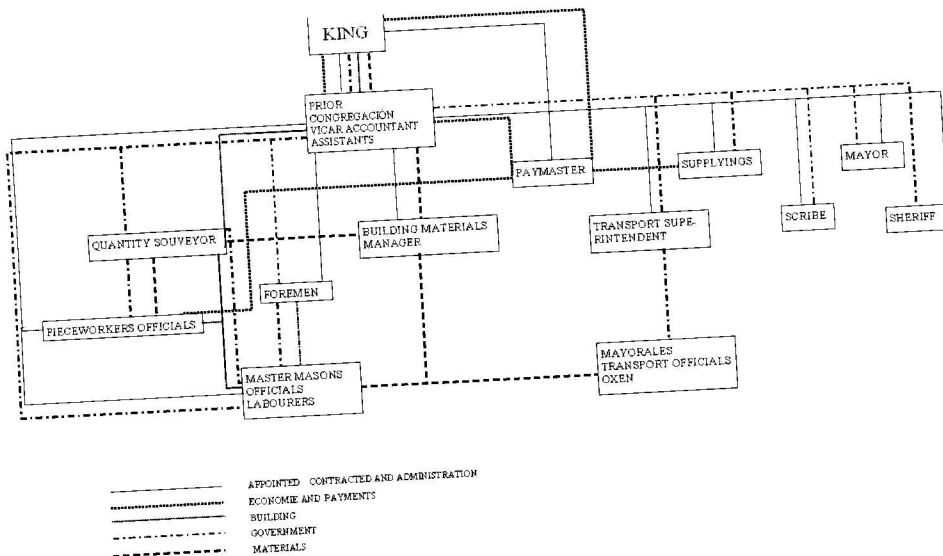 KING
PRIOR
CONGREGACIÓN
VICAR ACCOUNTANT
ASSISTANTS
PAYMASTER
SUPPLYINGS
MAYOR
QUANTITY SOUVEYOR
BUILDING MATERIALS
MANAGER
TRANSPORT SUPE-
RINTENDENT
SCRIBE
SHERIFF
FOREMEN
PIECEWORKERS OFFICIALS
MASTER MASONS
OFFICIALS
LABOURERS
MAYORALES
TRANSPORT OFFICIALS
OXEN
APPOINTED CONTRACTED AND ADMINISTRATION
ECONOMIE AND PAYMENTS
BUILDING
GOVERNMENT
MATERIALS